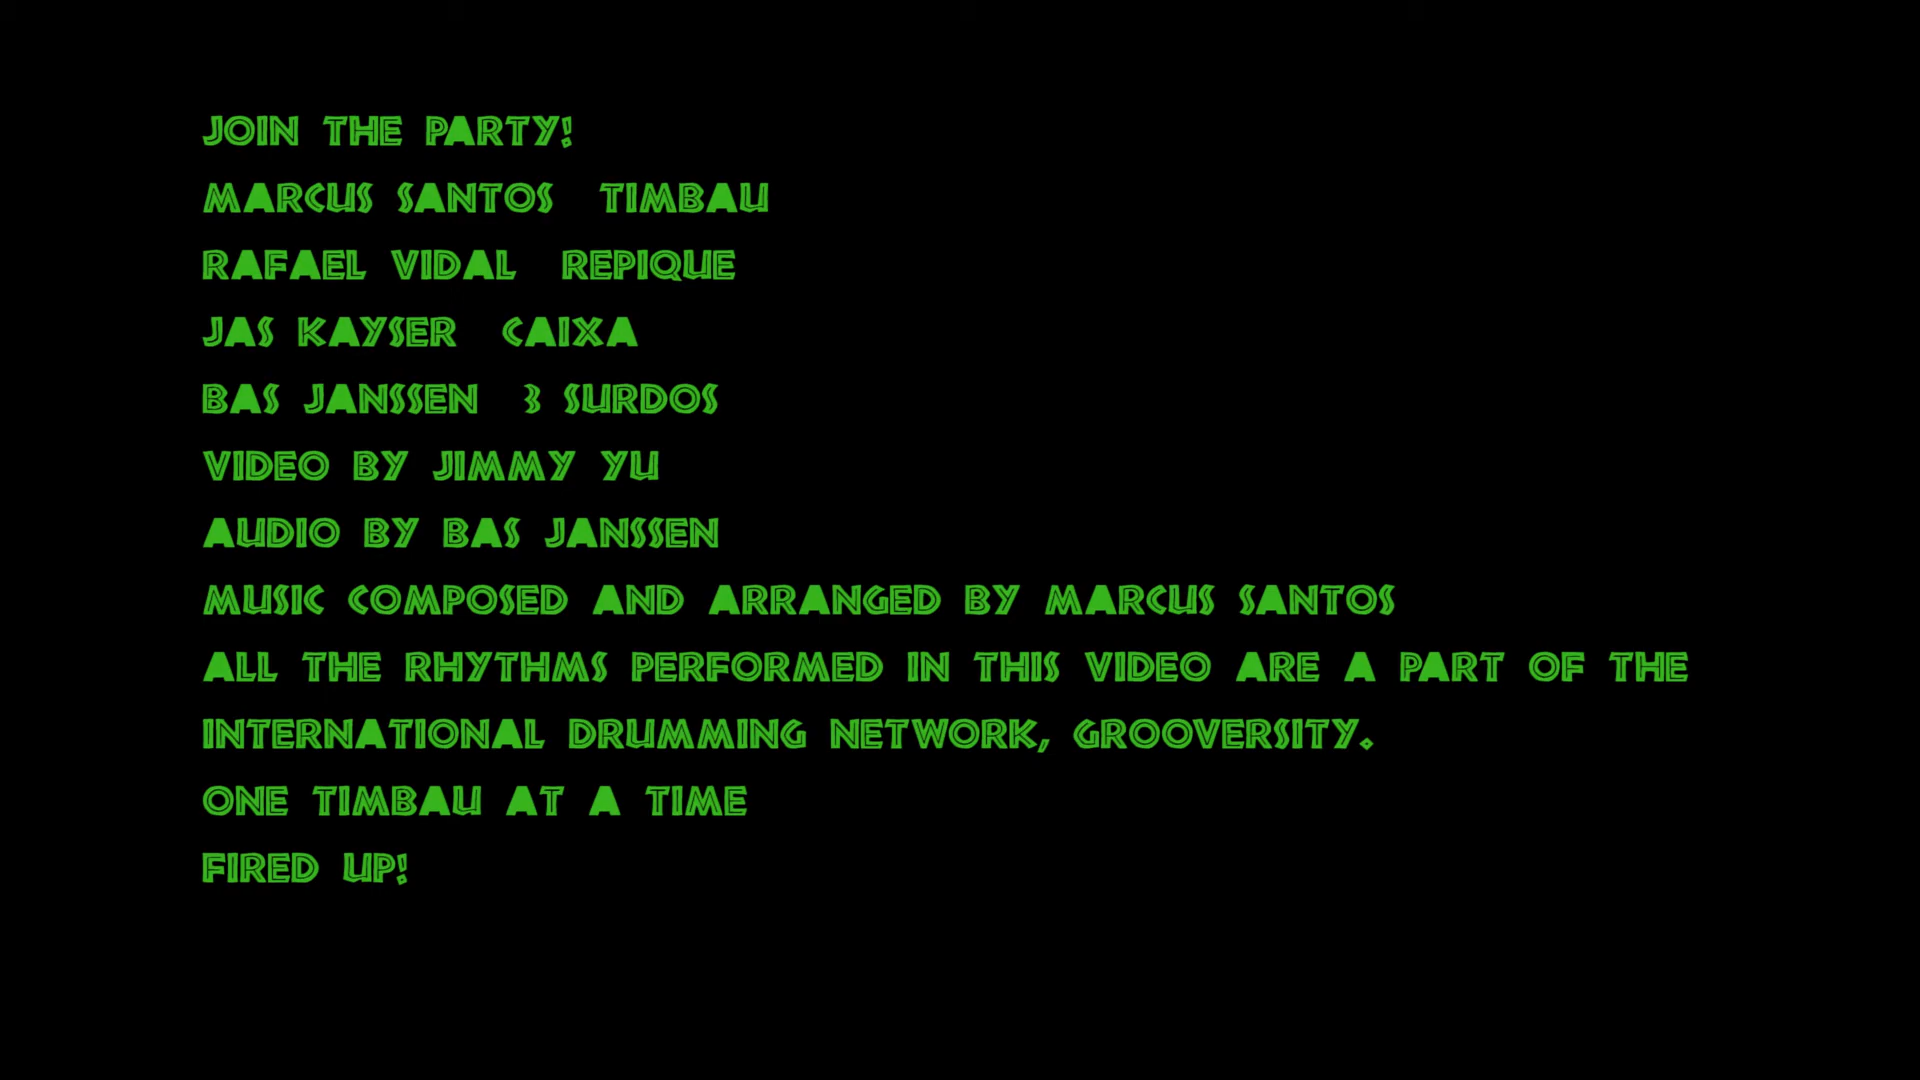 JOIN THE PARTY!
MARCUS SANTOS TIMBAU
RAFAEL VIDAL REPIQUE
JAS KAYSER CAIXA
BAS JANSSEN 3 SURDOS
VIDEO BY JIMMY YU
AUDIO BY BAS JANSSEN
MUSIC COMPOSED AND ARRANGED BY MARCUS SANTOS
ALL THE RHYTHMS PERFORMED IN THIS VIDEO ARE A PART OF THE
INTERNATIONAL DRUMMING NETWORK, GROOVERSITY.
ONE TIMBAU AT A TIME
FIRED UP!